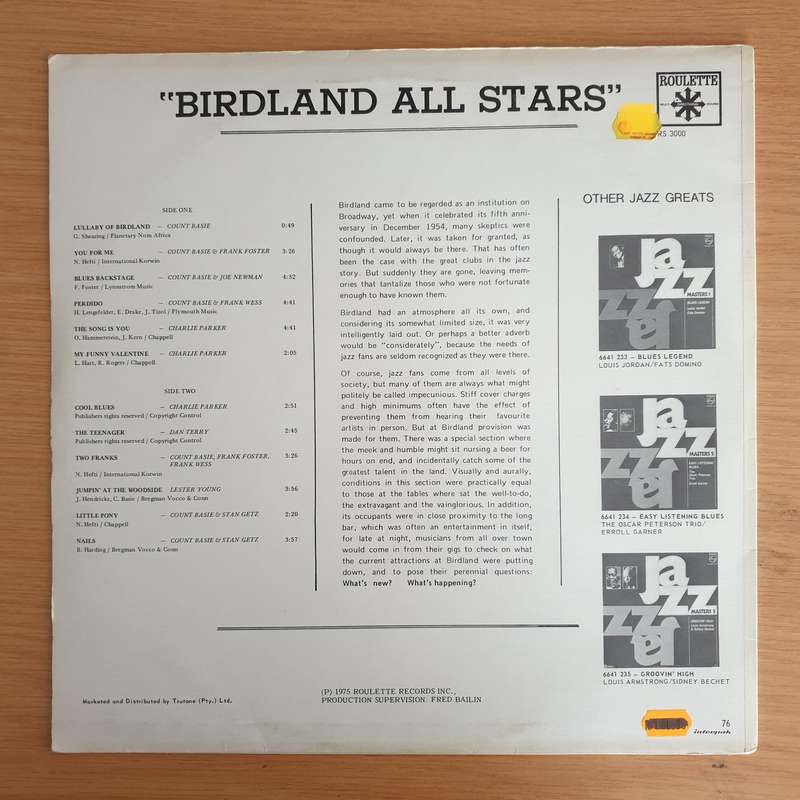 "BIRDLAND ALL STARS"
ROULETTE
RS 3000
SIDE ONE
LULLABY OF BIRDLAND — COUNT BASIE 0:49
G. Shearing / Planetary-Nom Africa
YOU FOR ME — COUNT BASIE & FRANK FOSTER 3:26
N. Hefti / International Korwin
BLUES BACKSTAGE — COUNT BASIE & JOE NEWMAN 4:52
F. Foster / Lynnstrom Music
PERDIDO — COUNT BASIE & FRANK WESS 4:41
H. Lengsfelder, E. Drake, J. Tizol / Plymouth Music
THE SONG IS YOU — CHARLIE PARKER 4:41
O. Hammerstein, J. Kern / Chappell
MY FUNNY VALENTINE — CHARLIE PARKER 2:05
L. Hart, R. Rogers / Chappell
SIDE TWO
COOL BLUES — CHARLIE PARKER 2:51
Publishers rights reserved / Copyright Control
THE TEENAGER — DAN TERRY 2:45
Publishers rights reserved / Copyright Control
TWO FRANKS — COUNT BASIE, FRANK FOSTER, 3:26
FRANK WESS
N. Hefti / International Korwin
JUMPIN' AT THE WOODSIDE LESTER YOUNG 3:56
J. Hendricks, C. Basie / Bregman Vocco & Conn
LITTLE PONY — COUNT BASIE & STAN GETZ 2:20
N. Hefti / Chappell
NAILS — COUNT BASIE & STAN GETZ 3:57
B. Harding / Bregman Vocco & Conn
Birdland came to be regarded as an institution on
Broadway, yet when it celebrated its fifth anni-
versary in December 1954, many skeptics were
confounded. Later, it was taken for granted, as
though it would always be there. That has often
been the case with the great clubs in the jazz
story. But suddenly they are gone, leaving mem-
ories that tantalize those who were not fortunate
enough to have known them.
Birdland had an atmosphere all its own, and
considering its somewhat limited size, it was very
intelligently laid out. Or perhaps a better adverb
would be "considerately", because the needs of
jazz fans are seldom recognized as they were there.
Of course, jazz fans come from all levels of
society, but many of them are always what might
politely be called impecunious. Stiff cover charges
and high minimums often have the effect of
preventing them from hearing their favourite
artists in person. But at Birdland provision was
made for them. There was a special section where
the meek and humble might sit nursing a beer for
hours on end, and incidentally catch some of the
greatest talent in the land. Visually and aurally,
conditions in this section were practically equal
to those at the tables where sat the well-to-do,
the extravagant and the vainglorious. In addition,
its occupants were in close proximity to the long
bar, which was often an entertainment in itself,
for late at night, musicians from all over town
would come in from their gigs to check on what
the current attractions at Birdland were putting
down, and to pose their perennial questions:
What's new? What's happening?
OTHER JAZZ GREATS
jazz
MASTERS 1
BLUES LEGEND
6641 233 — BLUES LEGEND
LOUIS JORDAN/FATS DOMINO
jazz
MASTERS 2
EASY LISTENING
BLUES
6641 234 — EASY LISTENING BLUES
THE OSCAR PETERSON TRIO/
ERROLL GARNER
jazz
MASTERS 3
GROOVIN' HIGH
6641 235 — GROOVIN' HIGH
LOUIS ARMSTRONG/SIDNEY BECHET
Marketed and Distributed by Trutone (Pty.) Ltd.
(P) 1975 ROULETTE RECORDS INC.,
PRODUCTION SUPERVISION: FRED BAILIN
76
interpak